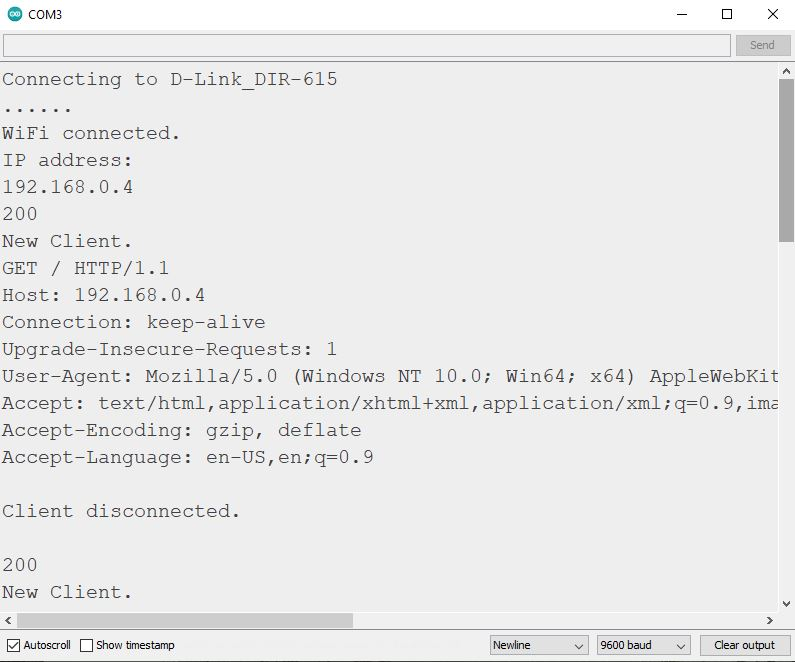 COM3
Send
Connecting to D-Link_DIR-615
......
WiFi connected.
IP address:
192.168.0.4
200
New Client.
GET / HTTP/1.1
Host: 192.168.0.4
Connection: keep-alive
Upgrade-Insecure-Requests: 1
User-Agent: Mozilla/5.0 (Windows NT 10.0; Win64; x64) AppleWebKit
Accept: text/html,application/xhtml+xml,application/xml;q=0.9,ima
Accept-Encoding: gzip, deflate
Accept-Language: en-US,en;q=0.9
Client disconnected.
200
New Client.
Autoscroll Show timestamp Newline 9600 baud Clear output